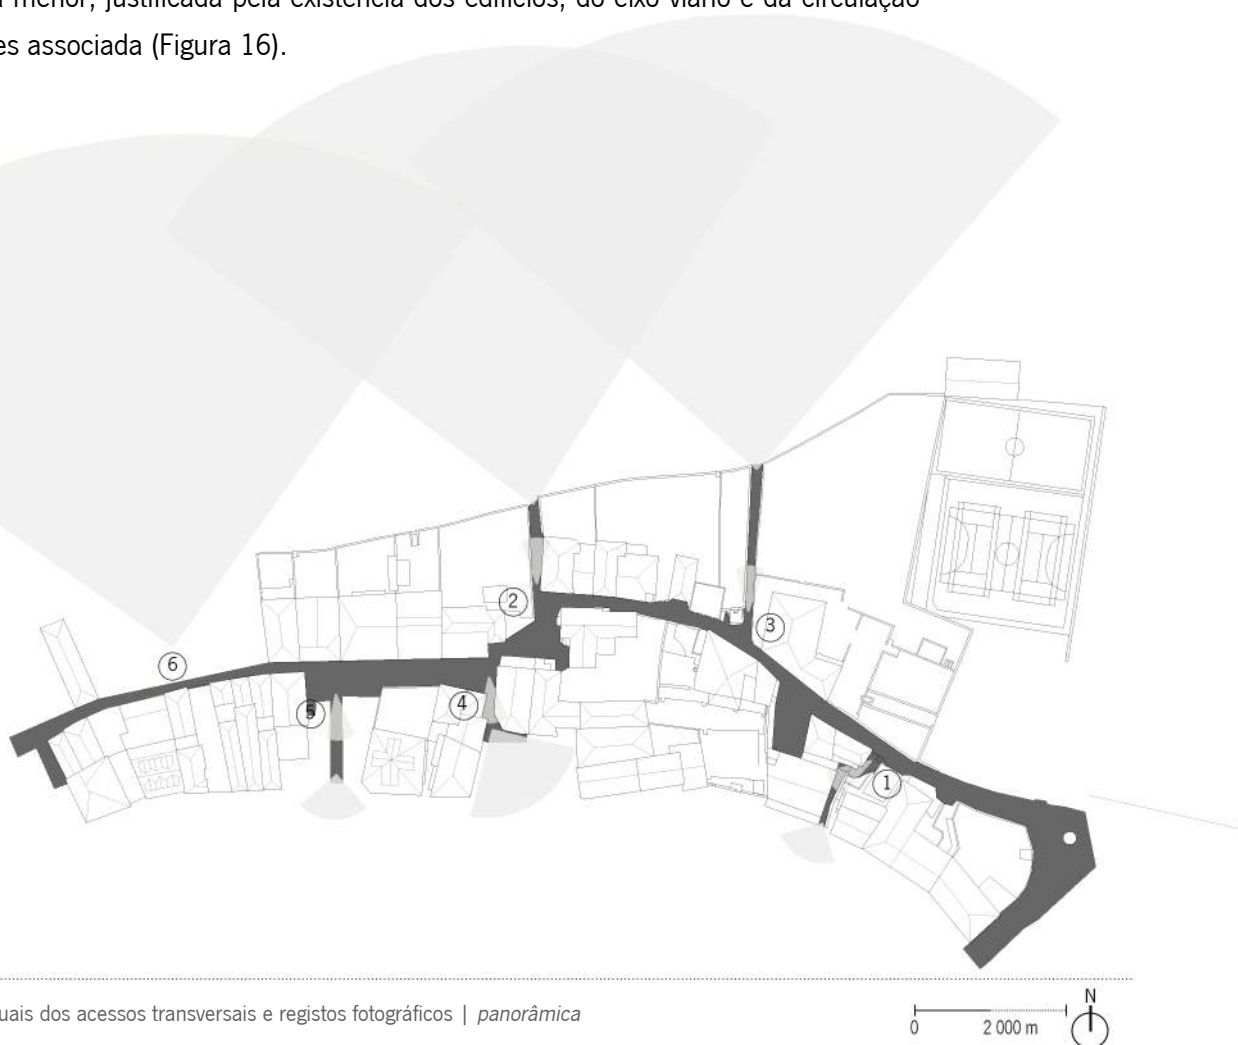 menor, justificada pela existência dos edifícios, do eixo viário e da circulação
es associada (Figura 16).
2
3
6
4
5
1
uais dos acessos transversais e registos fotográficos | panorâmica
N
0 2 000 m